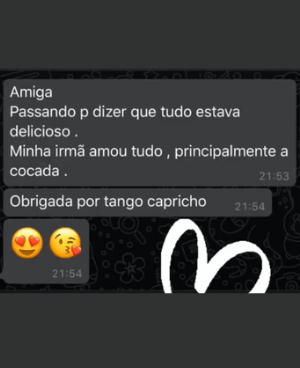 Amiga
Passando p dizer que tudo estava
delicioso .
Minha irmã amou tudo , principalmente a
cocada .
21:53
Obrigada por tango capricho
21:54
21:54